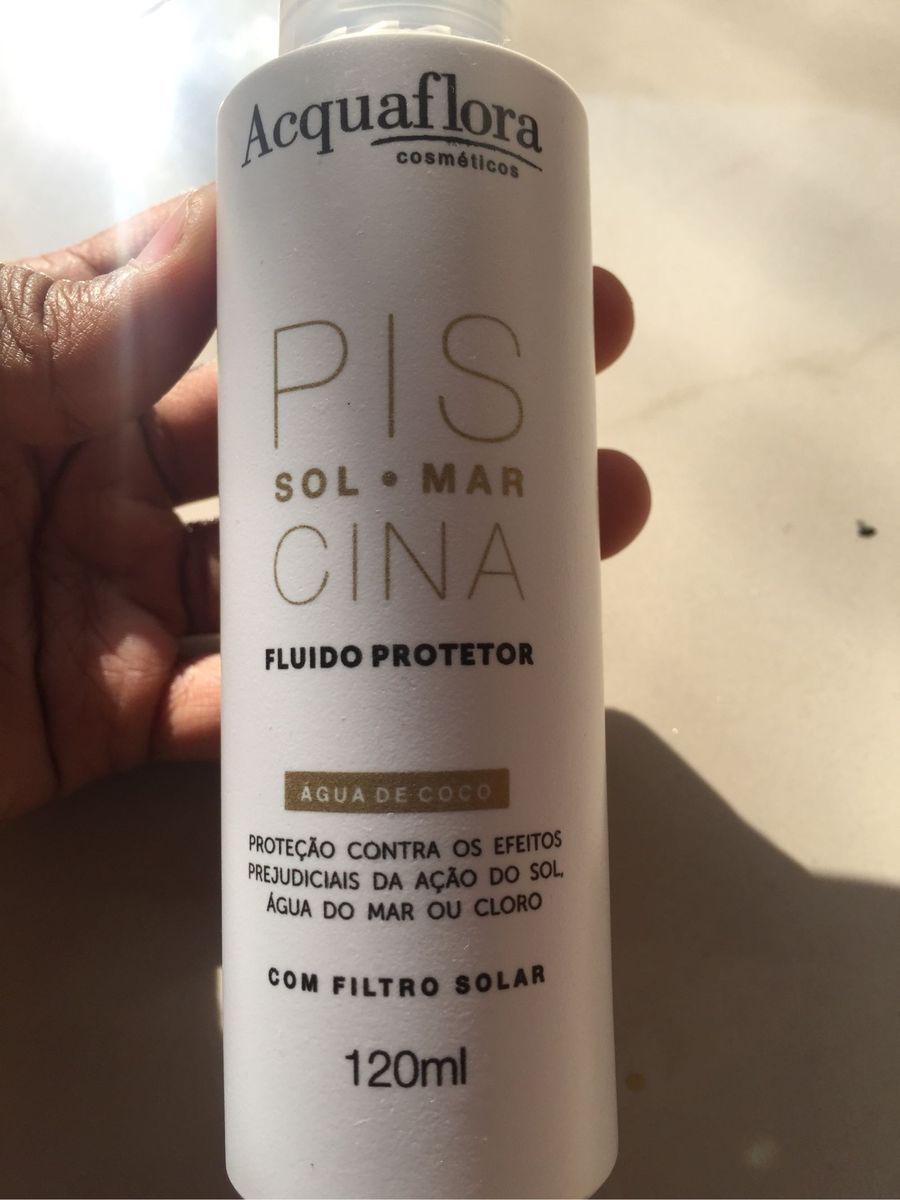 Acquaflora
cosméticos
PIS
SOL • MAR
CINA
FLUIDO PROTETOR
ÁGUA DE COCO
PROTEÇÃO CONTRA OS EFEITOS
PREJUDICIAIS DA AÇÃO DO SOL,
ÁGUA DO MAR OU CLORO
COM FILTRO SOLAR
120ml